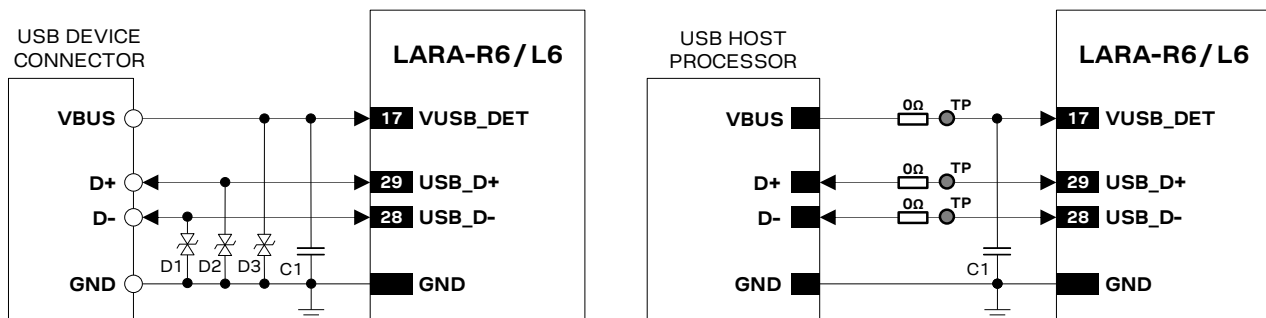 USB DEVICE
CONNECTOR
LARA-R6/L6
VBUS
17
VUSB_DET
D+
29
USB_D+
D-
28
USB_D-
D1
D2
D3
C1
GND
GND
USB HOST
PROCESSOR
LARA-R6/L6
VBUS
0Ω
TP
17
VUSB_DET
D+
0Ω
TP
29
USB_D+
D-
0Ω
TP
28
USB_D-
C1
GND
GND